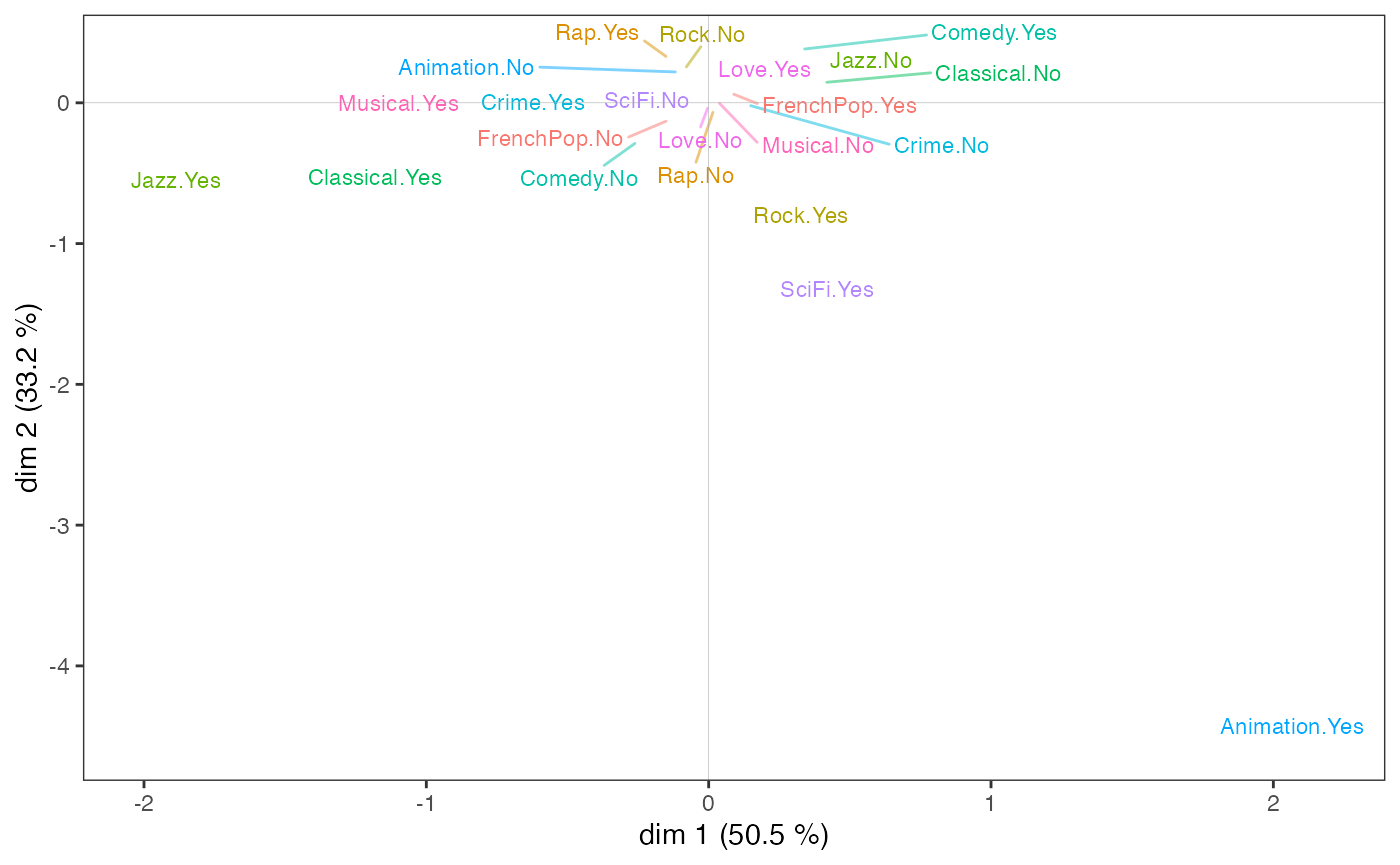 Rap.Yes
Rock.No
Comedy.Yes
Animation.No
Love.Yes
Jazz.No
Classical.No
Musical.Yes
Crime.Yes
SciFi.No
FrenchPop.Yes
FrenchPop.No
Love.No
Musical.No
Crime.No
Jazz.Yes
Classical.Yes
Comedy.No
Rap.No
Rock.Yes
SciFi.Yes
Animation.Yes
0
-1
-2
-3
-4
dim 2 (33.2 %)
-2
-1
0
1
2
dim 1 (50.5 %)